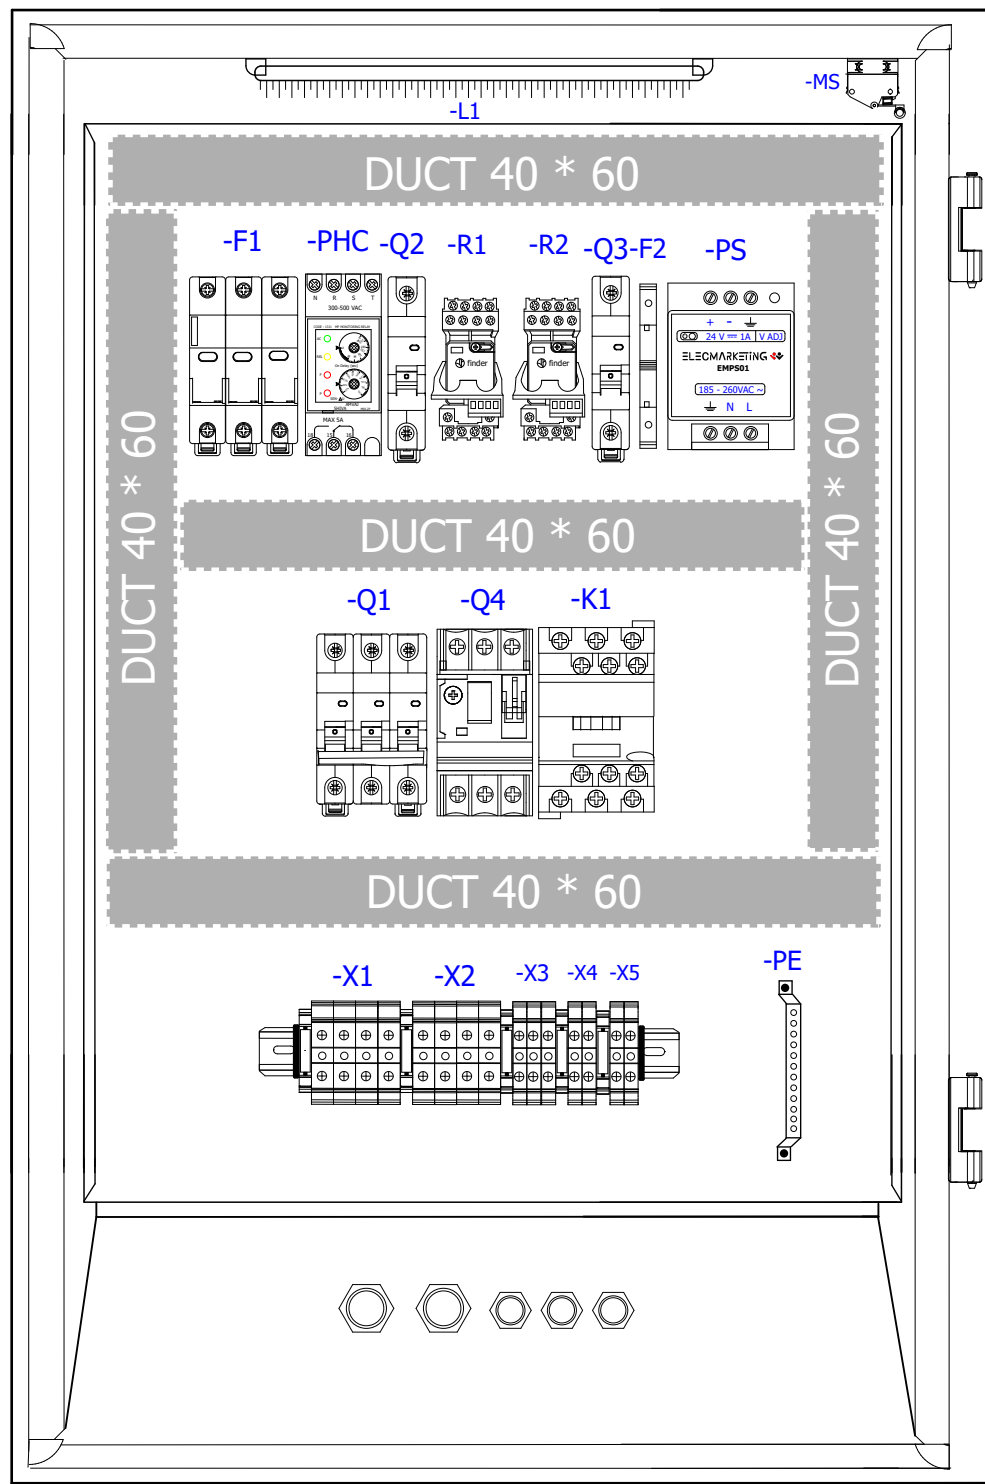 -MS
-L1
DUCT 40 * 60
-F1 -PHC -Q2 -R1 -R2 -Q3 -F2 -PS
N R S T
300-500 VAC
MAX 5A
finder
finder
+ -
24 V 1A V ADJ
ELECMARKETING
EMPS01
185 - 260VAC ~
N L
DUCT 40 * 60
DUCT 40 * 60
DUCT 40 * 60
-Q1 -Q4 -K1
DUCT 40 * 60
-X1 -X2 -X3 -X4 -X5 -PE